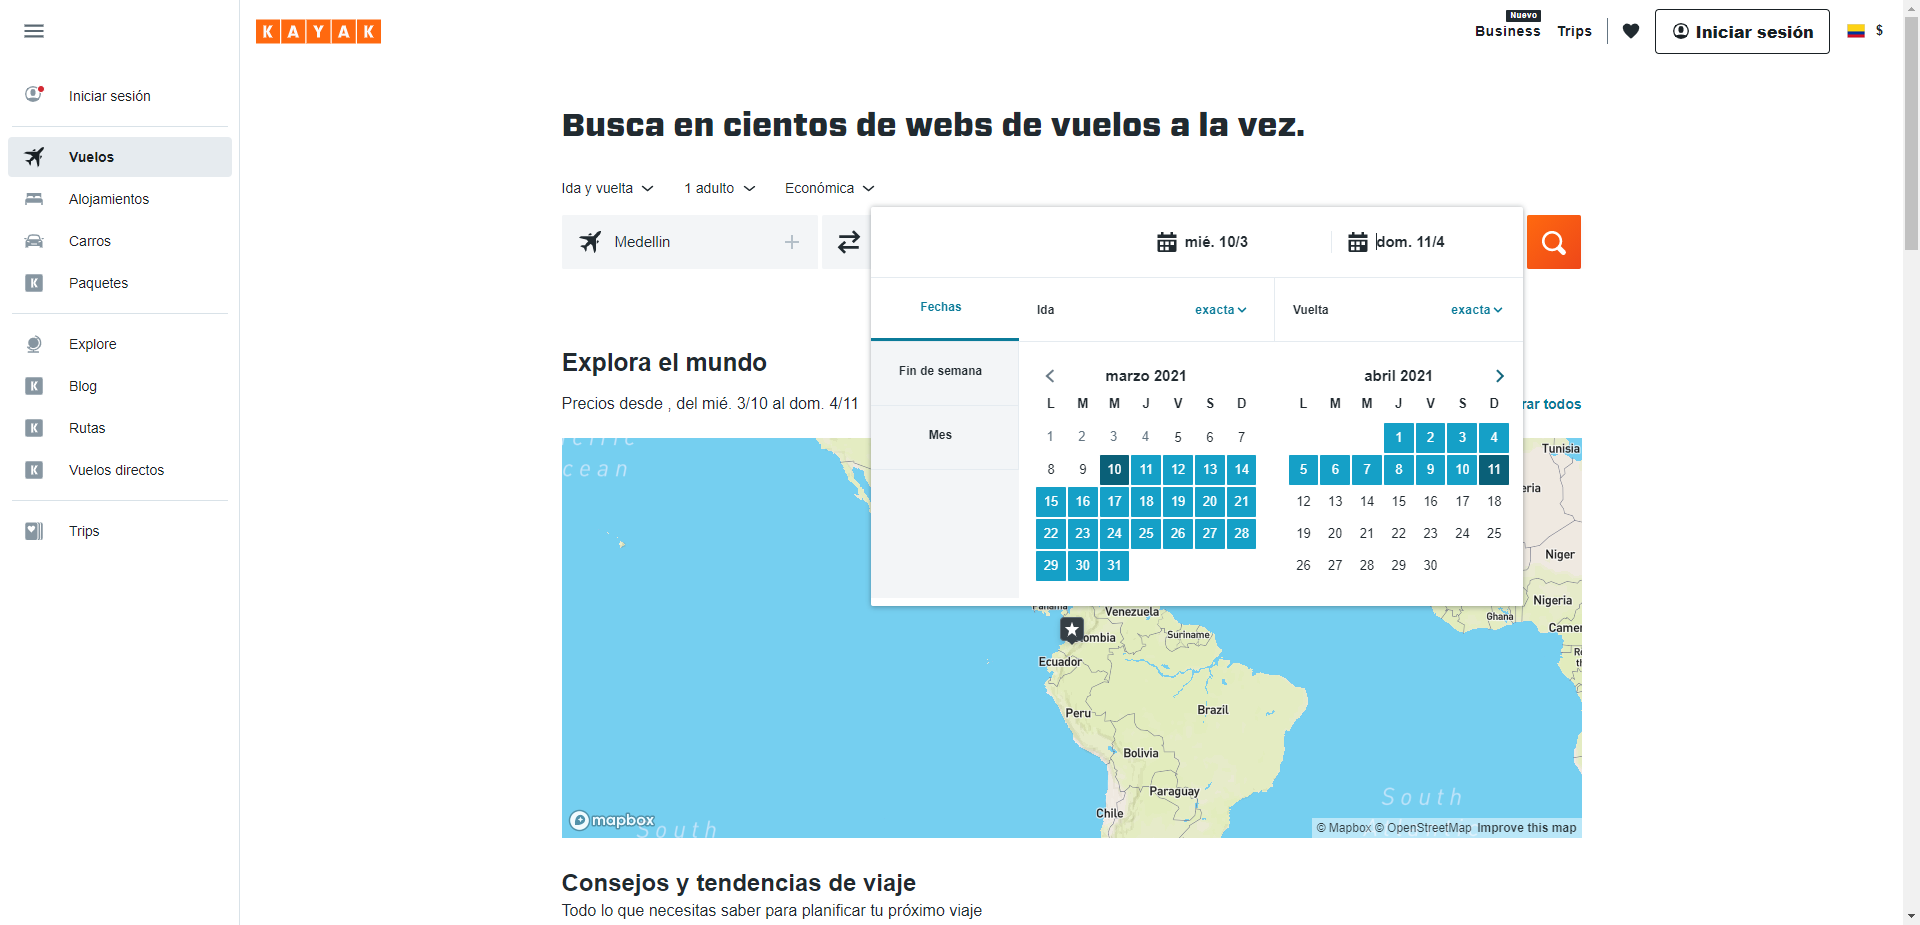 KAYAK
Nuevo
Business
Trips
Iniciar sesión
$
Iniciar sesión
Vuelos
Alojamientos
Carros
K
Paquetes
Explore
K
Blog
K
Rutas
K
Vuelos directos
Trips
Busca en cientos de webs de vuelos a la vez.
Ida y vuelta
1 adulto
Económica
Medellin
mié. 10/3
dom. 11/4
Fechas
Ida
exacta
Vuelta
exacta
Fin de semana
Mes
marzo 2021
L M M J V S D
1 2 3 4 5 6 7
8 9 10 11 12 13 14
15 16 17 18 19 20 21
22 23 24 25 26 27 28
29 30 31
abril 2021
L M M J V S D
1 2 3 4
5 6 7 8 9 10 11
12 13 14 15 16 17 18
19 20 21 22 23 24 25
26 27 28 29 30
Explora el mundo
Precios desde , del mié. 3/10 al dom. 4/11
rar todos
cean
Tunisia
eria
Niger
Nigeria
Ghana
Camer
Panama
Venezuela
ombia
Suriname
Ecuador
Peru
Brazil
Bolivia
Paraguay
Chile
South
South
mapbox
© Mapbox © OpenStreetMap Improve this map
Consejos y tendencias de viaje
Todo lo que necesitas saber para planificar tu próximo viaje